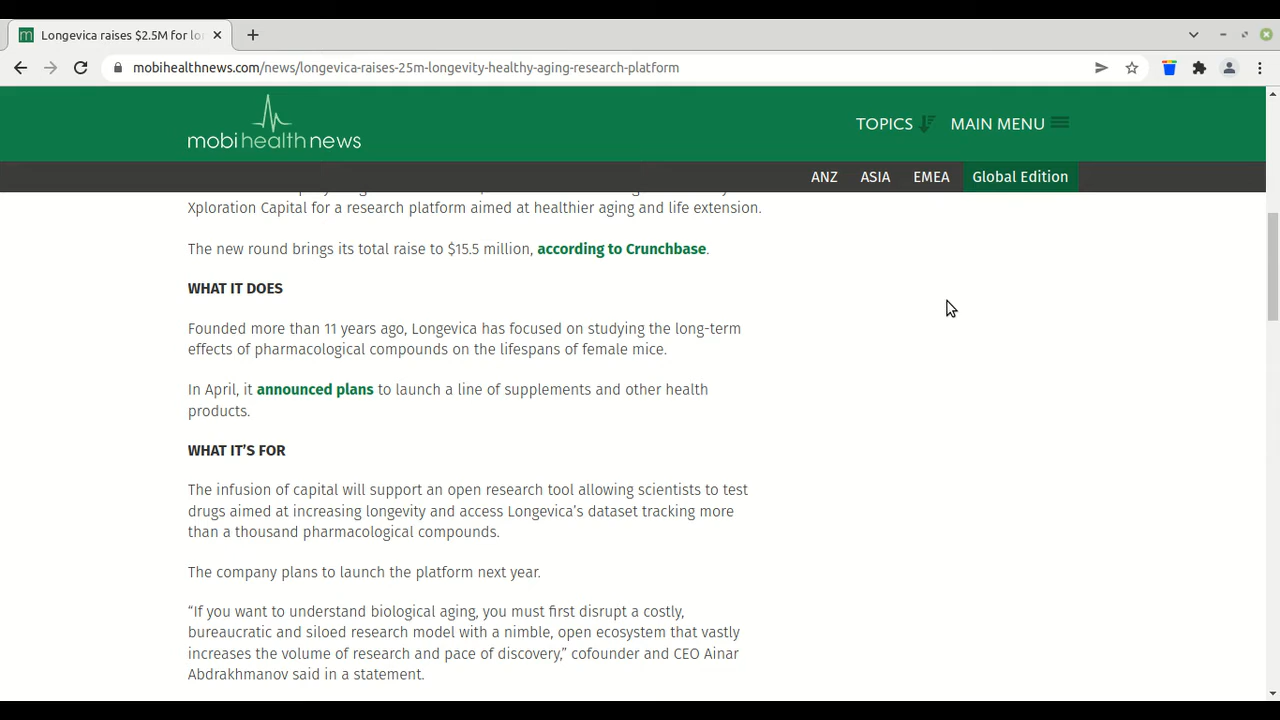 Longevica raises $2.5M for lo
mobihealthnews.com/news/longevica-raises-25m-longevity-healthy-aging-research-platform
mobihealthnews
TOPICS
MAIN MENU
ANZ
ASIA
EMEA
Global Edition
Xploration Capital for a research platform aimed at healthier aging and life extension.
The new round brings its total raise to $15.5 million, according to Crunchbase.
WHAT IT DOES
Founded more than 11 years ago, Longevica has focused on studying the long-term
effects of pharmacological compounds on the lifespans of female mice.
In April, it announced plans to launch a line of supplements and other health
products.
WHAT IT’S FOR
The infusion of capital will support an open research tool allowing scientists to test
drugs aimed at increasing longevity and access Longevica’s dataset tracking more
than a thousand pharmacological compounds.
The company plans to launch the platform next year.
“If you want to understand biological aging, you must first disrupt a costly,
bureaucratic and siloed research model with a nimble, open ecosystem that vastly
increases the volume of research and pace of discovery,” cofounder and CEO Ainar
Abdrakhmanov said in a statement.